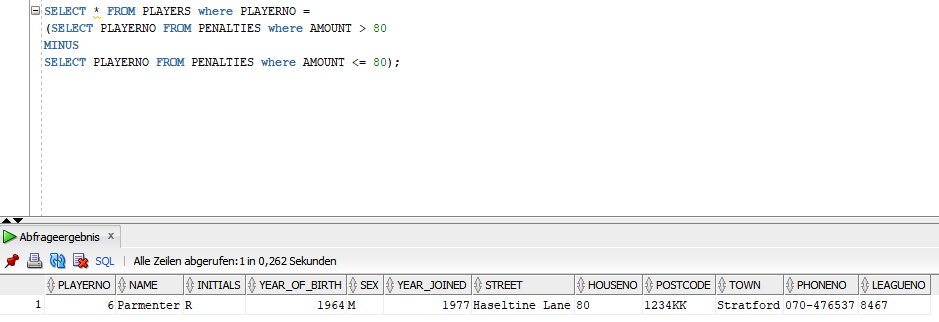 SELECT * FROM PLAYERS where PLAYERNO =
(SELECT PLAYERNO FROM PENALTIES where AMOUNT > 80
MINUS
SELECT PLAYERNO FROM PENALTIES where AMOUNT <= 80);
Abfrageergebnis x
SQL | Alle Zeilen abgerufen:1 in 0,262 Sekunden
PLAYERNO NAME INITIALS YEAR_OF_BIRTH SEX YEAR_JOINED STREET HOUSENO POSTCODE TOWN PHONENO LEAGUENO
1 6 Parmenter R 1964 M 1977 Haseltine Lane 80 1234KK Stratford 070-476537 8467